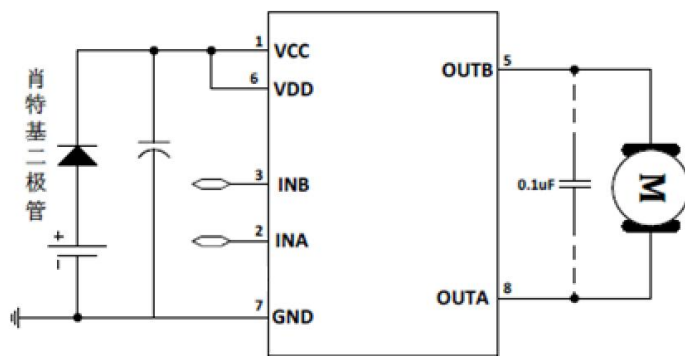 肖特基二极管
+
1 VCC
6 VDD
3 INB
2 INA
7 GND
OUTB 5
0.1uF
M
OUTA 8